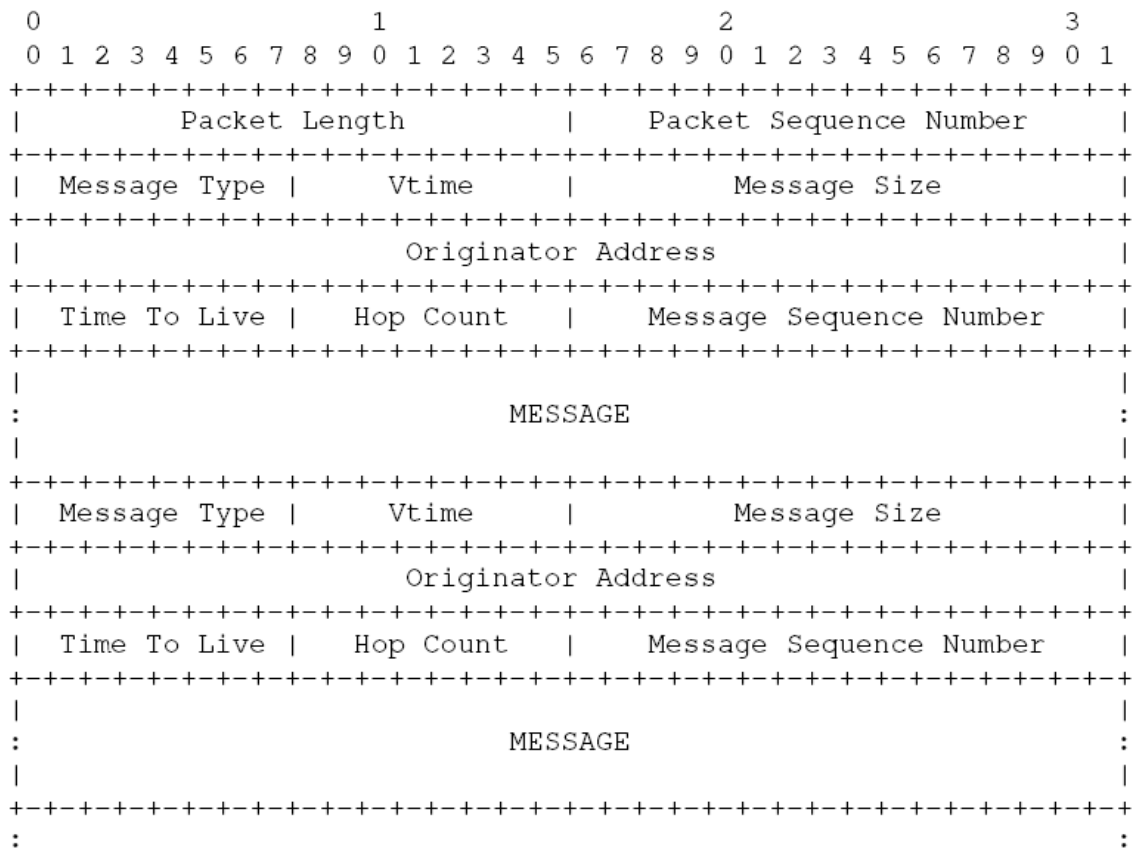 0                   1                   2                   3
 0 1 2 3 4 5 6 7 8 9 0 1 2 3 4 5 6 7 8 9 0 1 2 3 4 5 6 7 8 9 0 1
+-+-+-+-+-+-+-+-+-+-+-+-+-+-+-+-+-+-+-+-+-+-+-+-+-+-+-+-+-+-+-+-+
|         Packet Length         |    Packet Sequence Number     |
+-+-+-+-+-+-+-+-+-+-+-+-+-+-+-+-+-+-+-+-+-+-+-+-+-+-+-+-+-+-+-+-+
|  Message Type |     Vtime     |         Message Size          |
+-+-+-+-+-+-+-+-+-+-+-+-+-+-+-+-+-+-+-+-+-+-+-+-+-+-+-+-+-+-+-+-+
|                      Originator Address                       |
+-+-+-+-+-+-+-+-+-+-+-+-+-+-+-+-+-+-+-+-+-+-+-+-+-+-+-+-+-+-+-+-+
|  Time To Live |   Hop Count   |    Message Sequence Number    |
+-+-+-+-+-+-+-+-+-+-+-+-+-+-+-+-+-+-+-+-+-+-+-+-+-+-+-+-+-+-+-+-+
|                                                               |
:                            MESSAGE                            :
|                                                               |
+-+-+-+-+-+-+-+-+-+-+-+-+-+-+-+-+-+-+-+-+-+-+-+-+-+-+-+-+-+-+-+-+
|  Message Type |     Vtime     |         Message Size          |
+-+-+-+-+-+-+-+-+-+-+-+-+-+-+-+-+-+-+-+-+-+-+-+-+-+-+-+-+-+-+-+-+
|                      Originator Address                       |
+-+-+-+-+-+-+-+-+-+-+-+-+-+-+-+-+-+-+-+-+-+-+-+-+-+-+-+-+-+-+-+-+
|  Time To Live |   Hop Count   |    Message Sequence Number    |
+-+-+-+-+-+-+-+-+-+-+-+-+-+-+-+-+-+-+-+-+-+-+-+-+-+-+-+-+-+-+-+-+
|                                                               |
:                            MESSAGE                            :
|                                                               |
+-+-+-+-+-+-+-+-+-+-+-+-+-+-+-+-+-+-+-+-+-+-+-+-+-+-+-+-+-+-+-+-+
:                                                               :